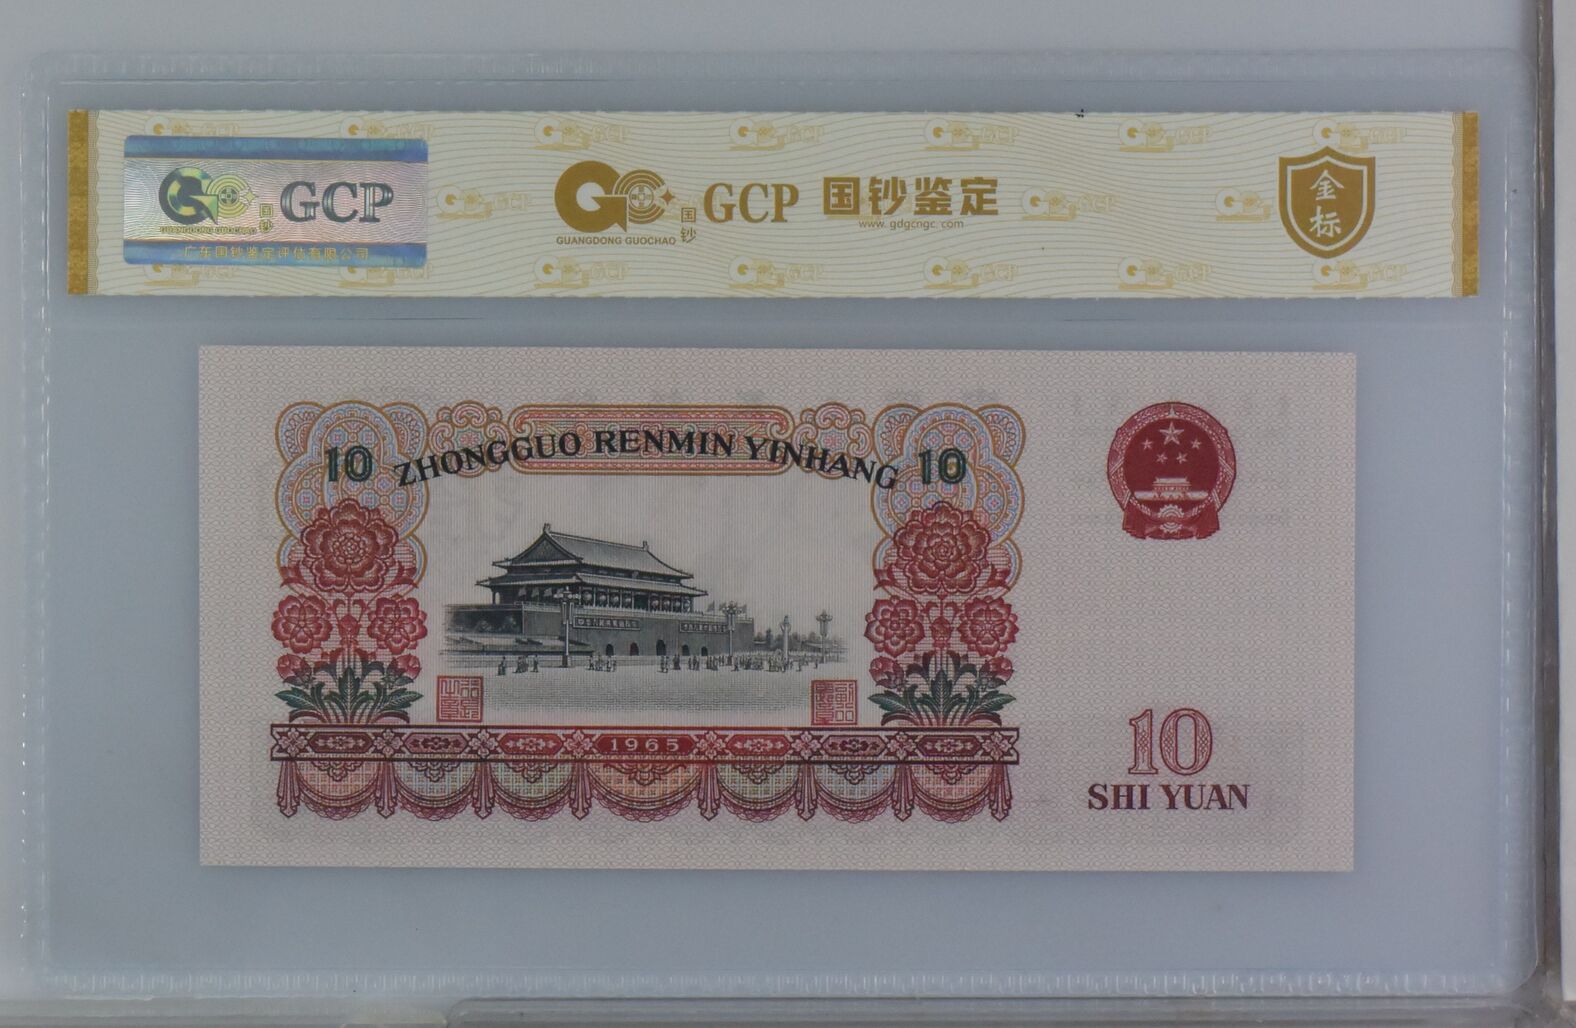 GCP
国钞
GUANGDONG GUOCHAO
广东国钞鉴定评估有限公司
GCP 国钞鉴定
国钞
GUANGDONG GUOCHAO
www.gdgcngc.com
金标
ZHONGGUO RENMIN YINHANG
10
10
1965
10
SHI YUAN